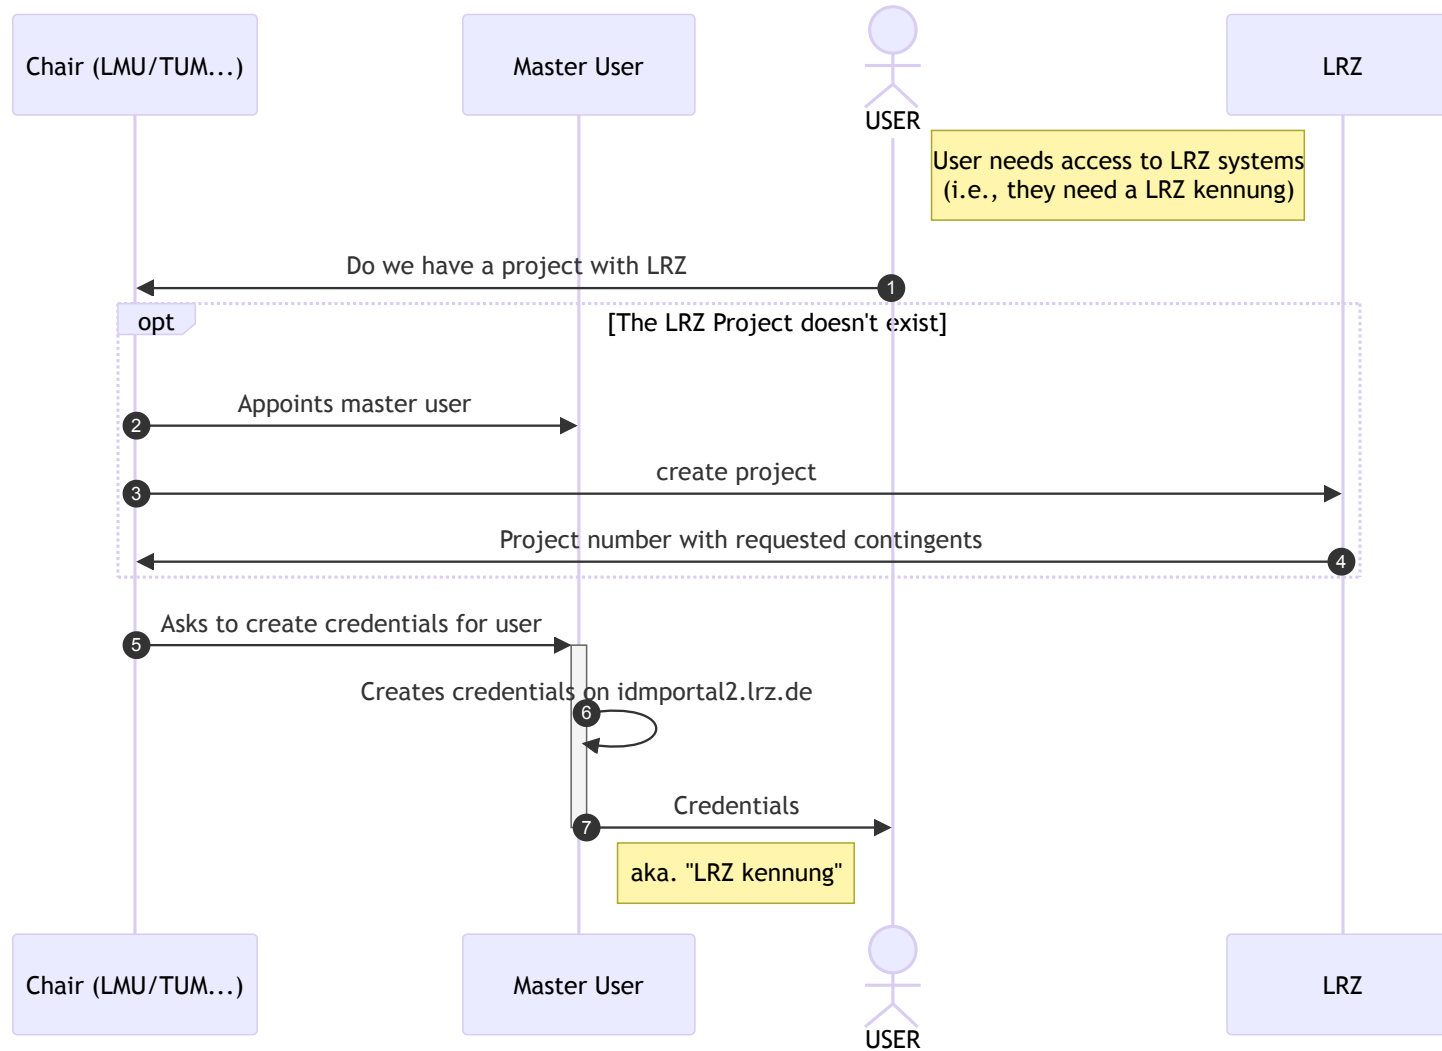 Chair (LMU/TUM...)
Master User
USER
LRZ
User needs access to LRZ systems
(i.e., they need a LRZ kennung)
Do we have a project with LRZ
1
opt
[The LRZ Project doesn't exist]
Appoints master user
2
create project
3
Project number with requested contingents
4
Asks to create credentials for user
5
Creates credentials on idmportal2.lrz.de
6
Credentials
7
aka. "LRZ kennung"
Chair (LMU/TUM...)
Master User
USER
LRZ